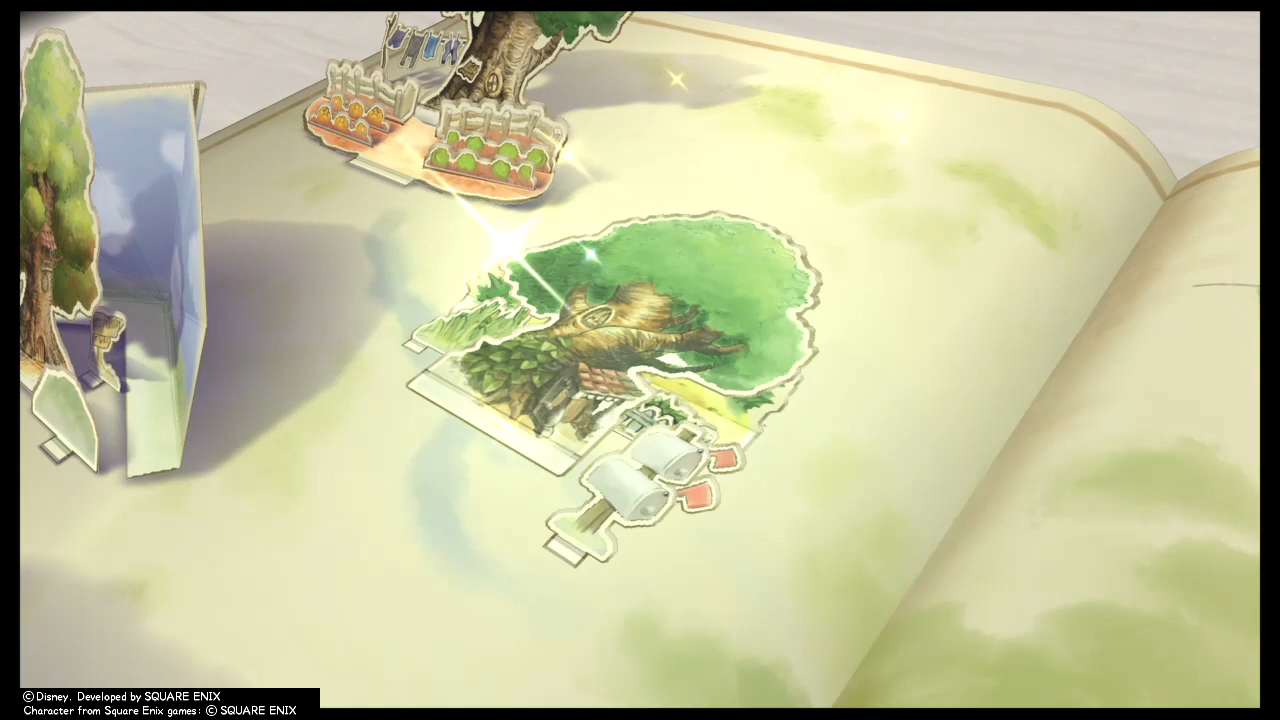 ©Disney. Developed by SQUARE ENIX
Character from Square Enix games: © SQUARE ENIX